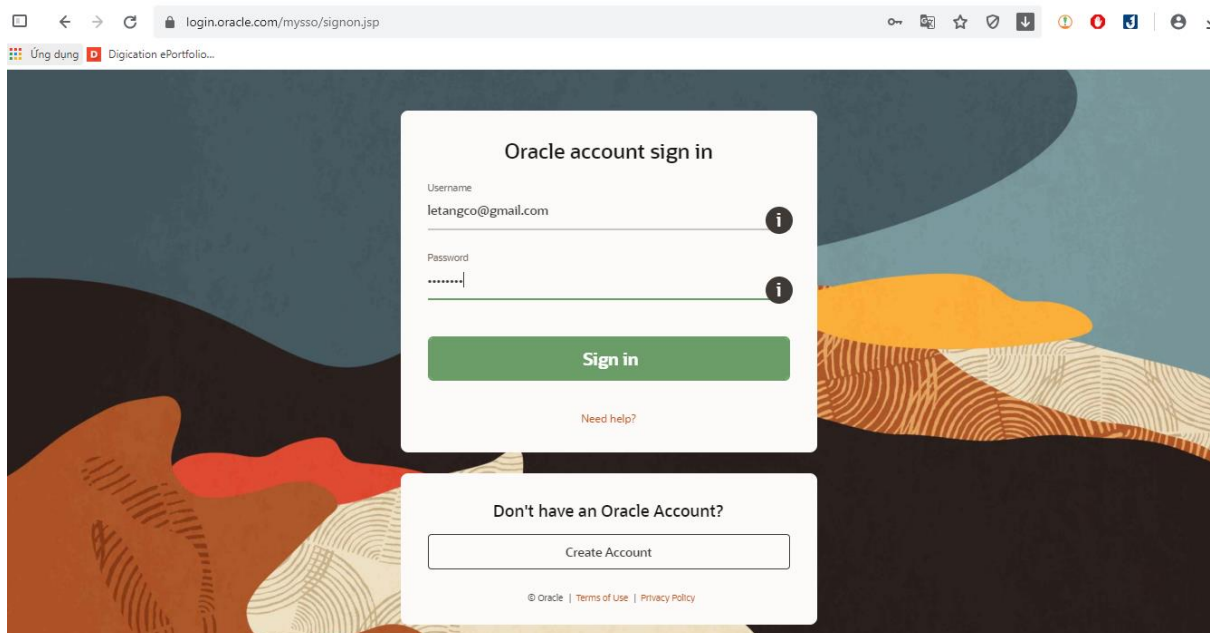 login.oracle.com/mysso/signon.jsp
Ứng dụng D Digication ePortfolio...
Oracle account sign in
Username
letangco@gmail.com
i
Password
••••••••
i
Sign in
Need help?
Don't have an Oracle Account?
Create Account
© Oracle | Terms of Use | Privacy Policy